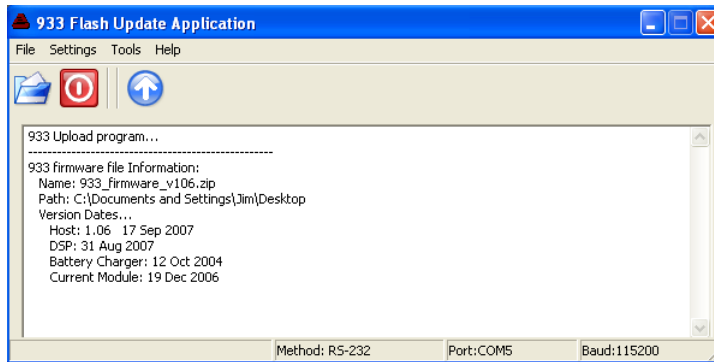 933 Flash Update Application
File Settings Tools Help
933 Upload program...
------------------------------------------------
933 firmware file Information:
Name: 933_firmware_v106.zip
Path: C:\Documents and Settings\Jim\Desktop
Version Dates...
Host: 1.06 17 Sep 2007
DSP: 31 Aug 2007
Battery Charger: 12 Oct 2004
Current Module: 19 Dec 2006
Method: RS-232 Port:COM5 Baud:115200